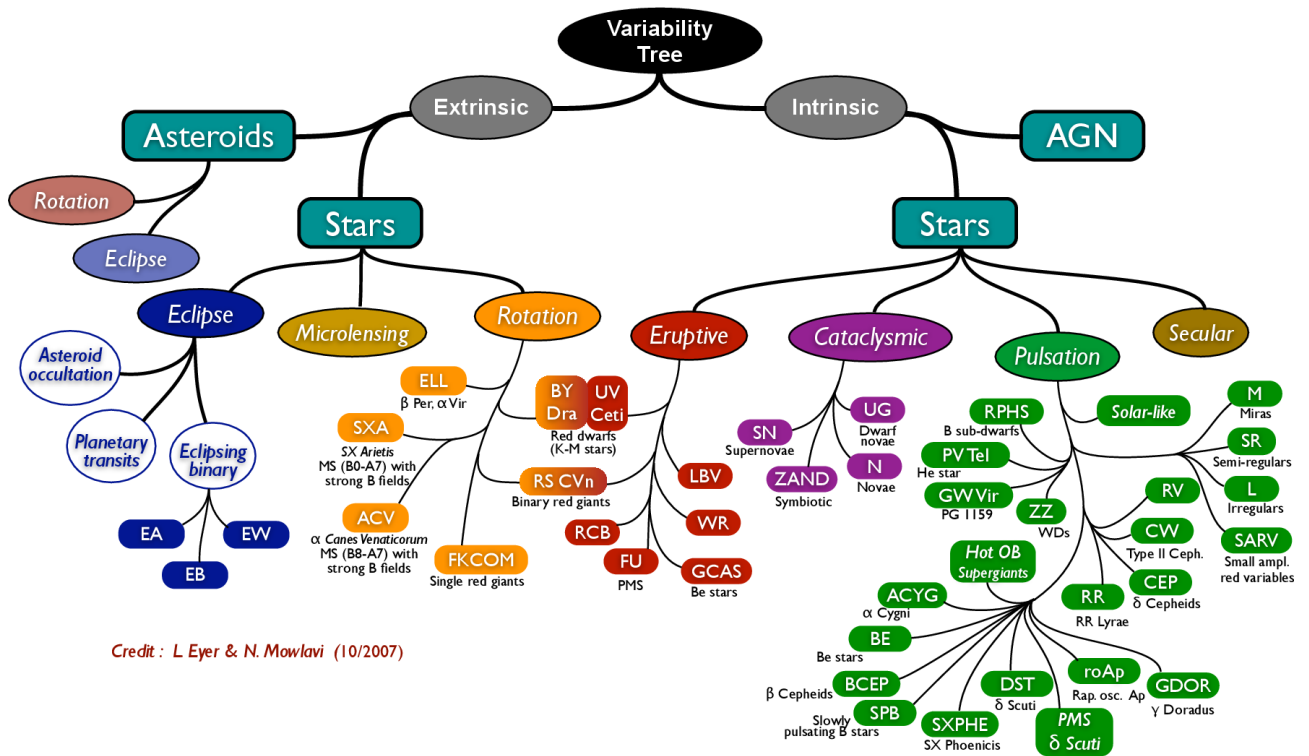 Variability
Tree
Extrinsic
Intrinsic
Asteroids
AGN
Rotation
Eclipse
Stars
Stars
Eclipse
Microlensing
Rotation
Eruptive
Cataclysmic
Pulsation
Secular
Asteroid
occultation
Planetary
transits
Eclipsing
binary
EA
EB
EW
ELL
β Per, α Vir
SXA
SX Arietis
MS (B0-A7) with
strong B fields
ACV
α Canes Venaticorum
MS (B8-A7) with
strong B fields
FKCOM
Single red giants
BY
Dra
UV
Ceti
Red dwarfs
(K-M stars)
RS CVn
Binary red giants
LBV
WR
RCB
FU
PMS
GCAS
Be stars
SN
Supernovae
UG
Dwarf
novae
ZAND
Symbiotic
N
Novae
RPHS
B sub-dwarfs
PV Tel
He star
GW Vir
PG 1159
ZZ
WDs
Solar-like
M
Miras
SR
Semi-regulars
L
Irregulars
SARV
Small ampl.
red variables
RV
CW
Type II Ceph.
CEP
δ Cepheids
RR
RR Lyrae
Hot OB
Supergiants
ACYG
α Cygni
BE
Be stars
BCEP
β Cepheids
SPB
Slowly
pulsating B stars
SXPHE
SX Phoenicis
DST
δ Scuti
PMS
δ Scuti
roAp
Rap. osc. Ap
GDOR
γ Doradus
Credit : L. Eyer & N. Mowlavi (10/2007)